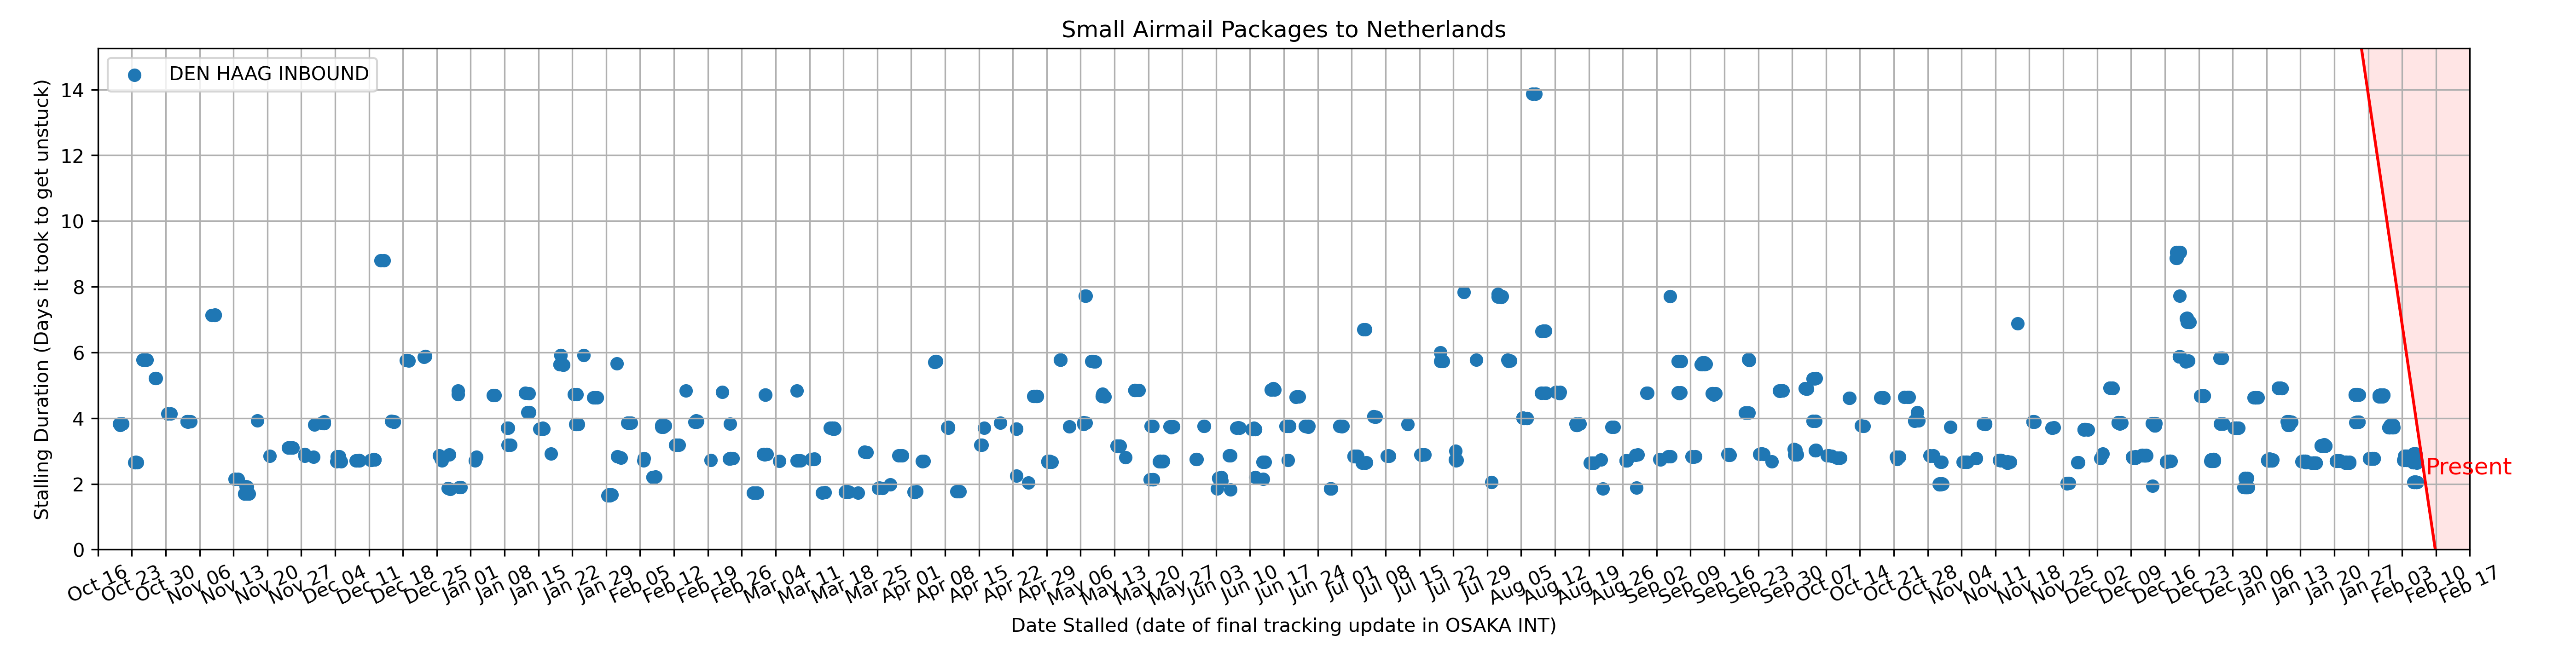 Small Airmail Packages to Netherlands
DEN HAAG INBOUND
Stalling Duration (Days it took to get unstuck)
14
12
10
8
6
4
2
0
Present
Oct 16 Oct 23 Oct 30 Nov 06 Nov 13 Nov 20 Nov 27 Dec 04 Dec 11 Dec 18 Dec 25 Jan 01 Jan 08 Jan 15 Jan 22 Jan 29 Feb 05 Feb 12 Feb 19 Feb 26 Mar 04 Mar 11 Mar 18 Mar 25 Apr 01 Apr 08 Apr 15 Apr 22 Apr 29 May 06 May 13 May 20 May 27 Jun 03 Jun 10 Jun 17 Jun 24 Jul 01 Jul 08 Jul 15 Jul 22 Jul 29 Aug 05 Aug 12 Aug 19 Aug 26 Sep 02 Sep 09 Sep 16 Sep 23 Sep 30 Oct 07 Oct 14 Oct 21 Oct 28 Nov 04 Nov 11 Nov 18 Nov 25 Dec 02 Dec 09 Dec 16 Dec 23 Dec 30 Jan 06 Jan 13 Jan 20 Jan 27 Feb 03 Feb 10 Feb 17
Date Stalled (date of final tracking update in OSAKA INT)